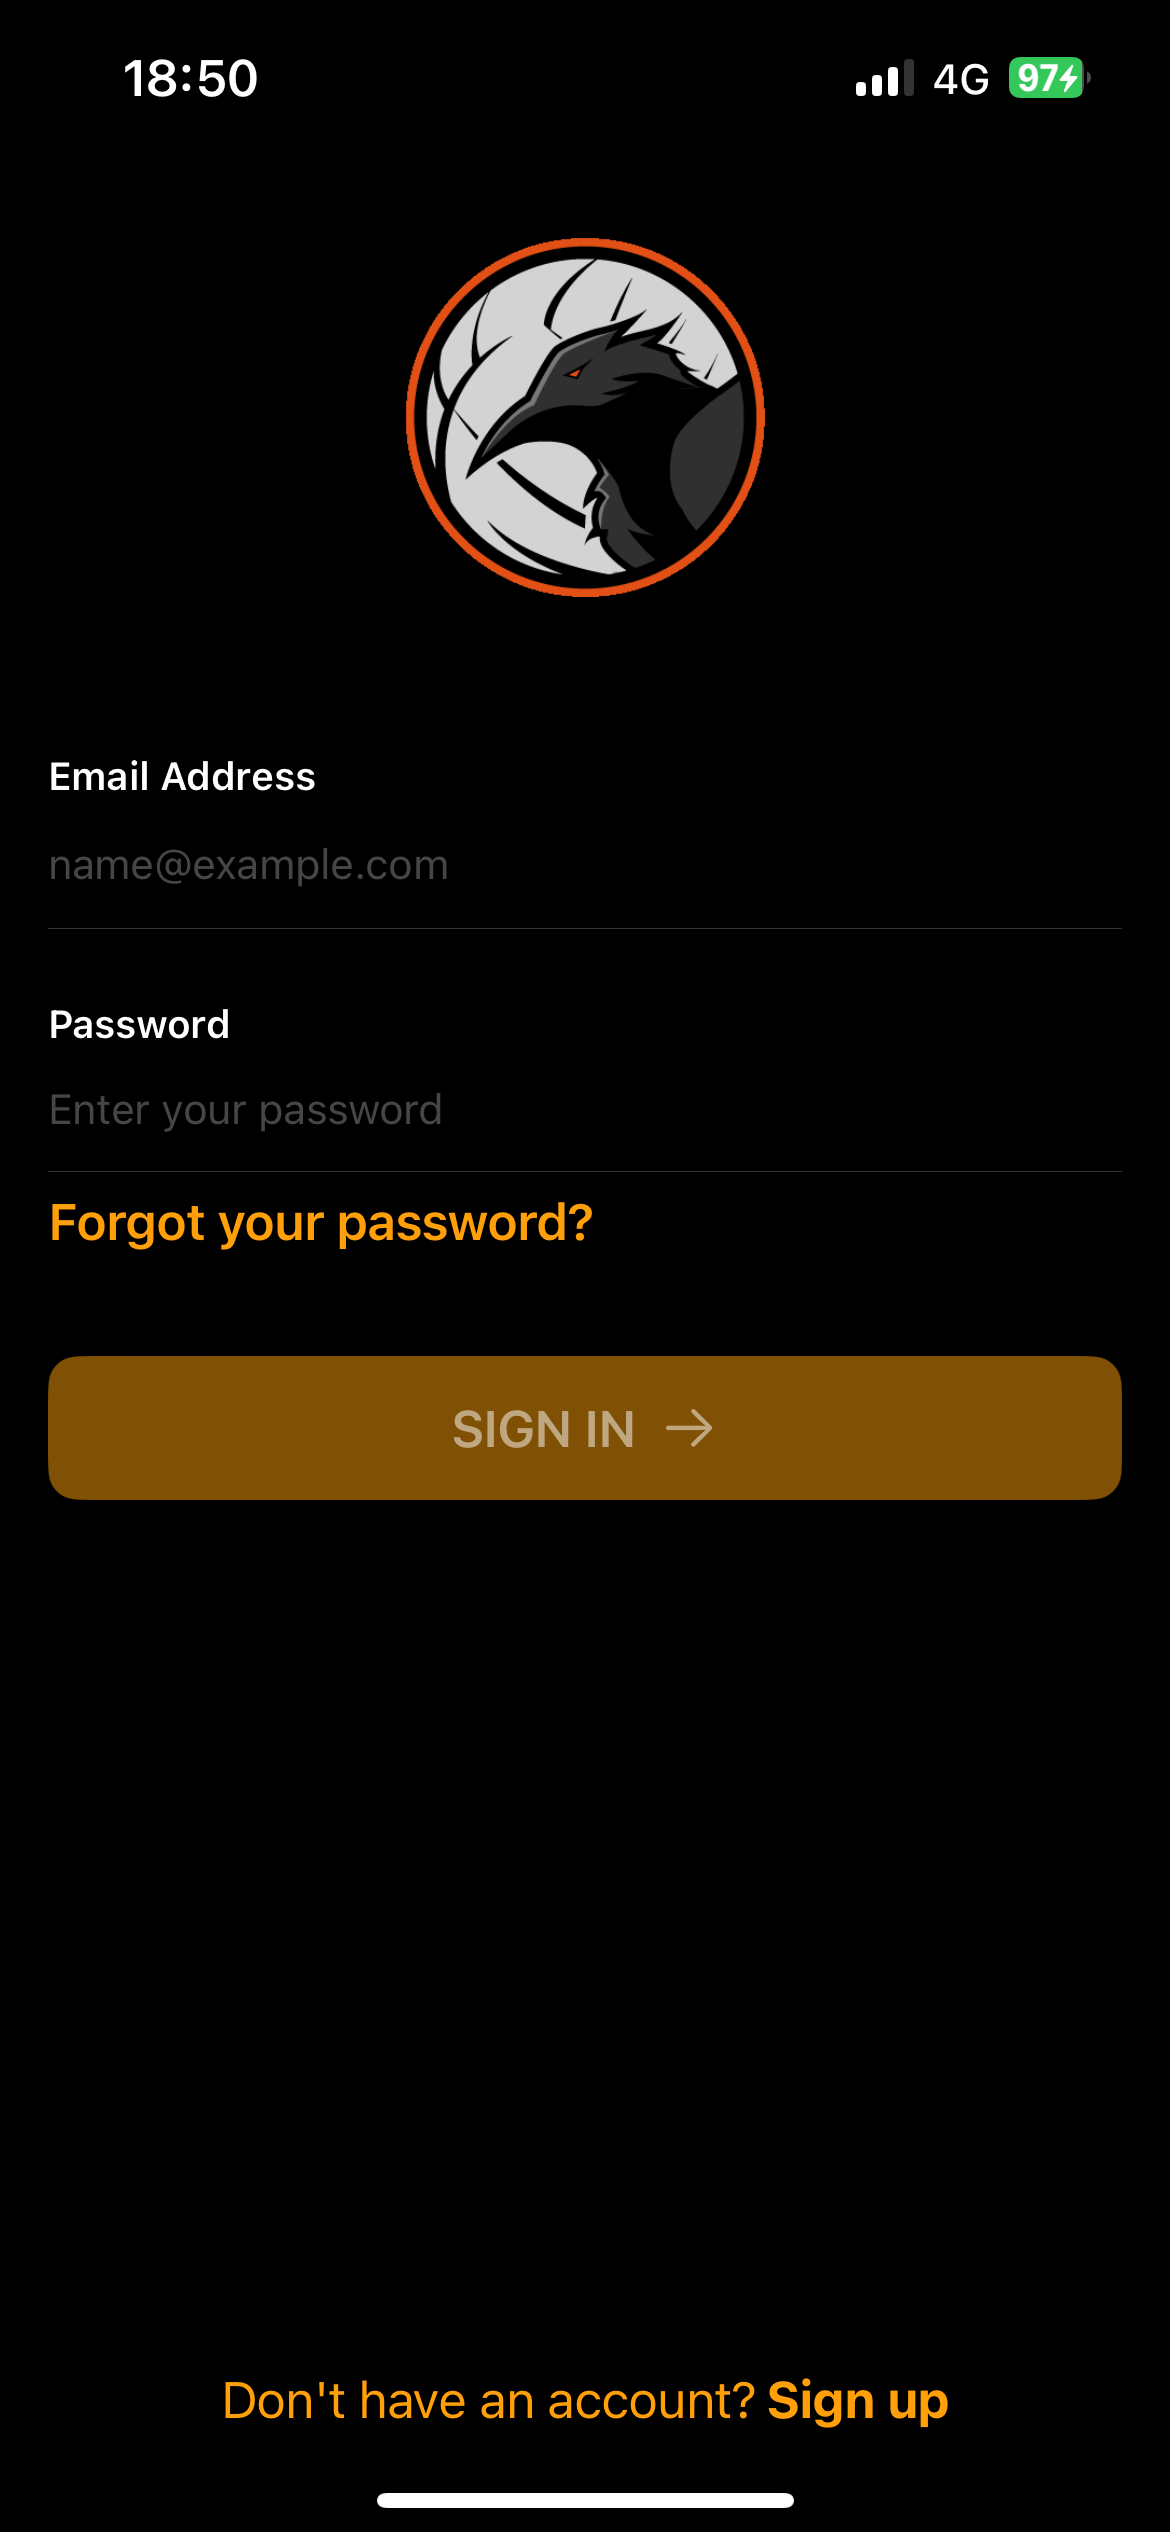 18:50 4G 97
Email Address
name@example.com
Password
Enter your password
Forgot your password?
SIGN IN →
Don't have an account? Sign up